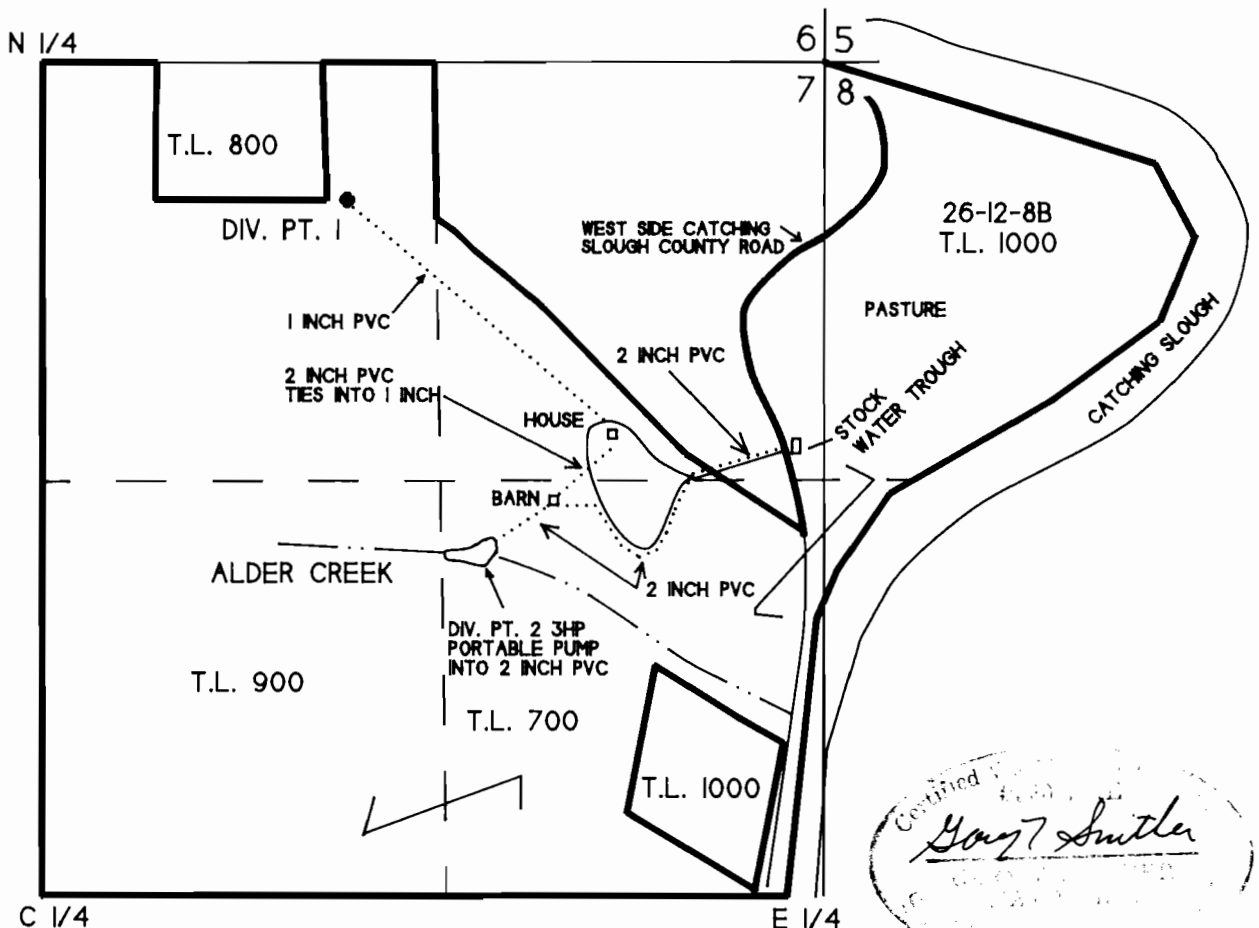 N 1/4
6 5
7 8
T.L. 800
DIV. PT. 1
WEST SIDE CATCHING
SLOUGH COUNTY ROAD
26-12-8B
T.L. 1000
PASTURE
1 INCH PVC
2 INCH PVC
2 INCH PVC
TIES INTO 1 INCH
HOUSE
STOCK
WATER TROUGH
CATCHING SLOUGH
BARN
ALDER CREEK
2 INCH PVC
DIV. PT. 2 3HP
PORTABLE PUMP
INTO 2 INCH PVC
T.L. 900
T.L. 700
T.L. 1000
Certified
C 1/4
E 1/4